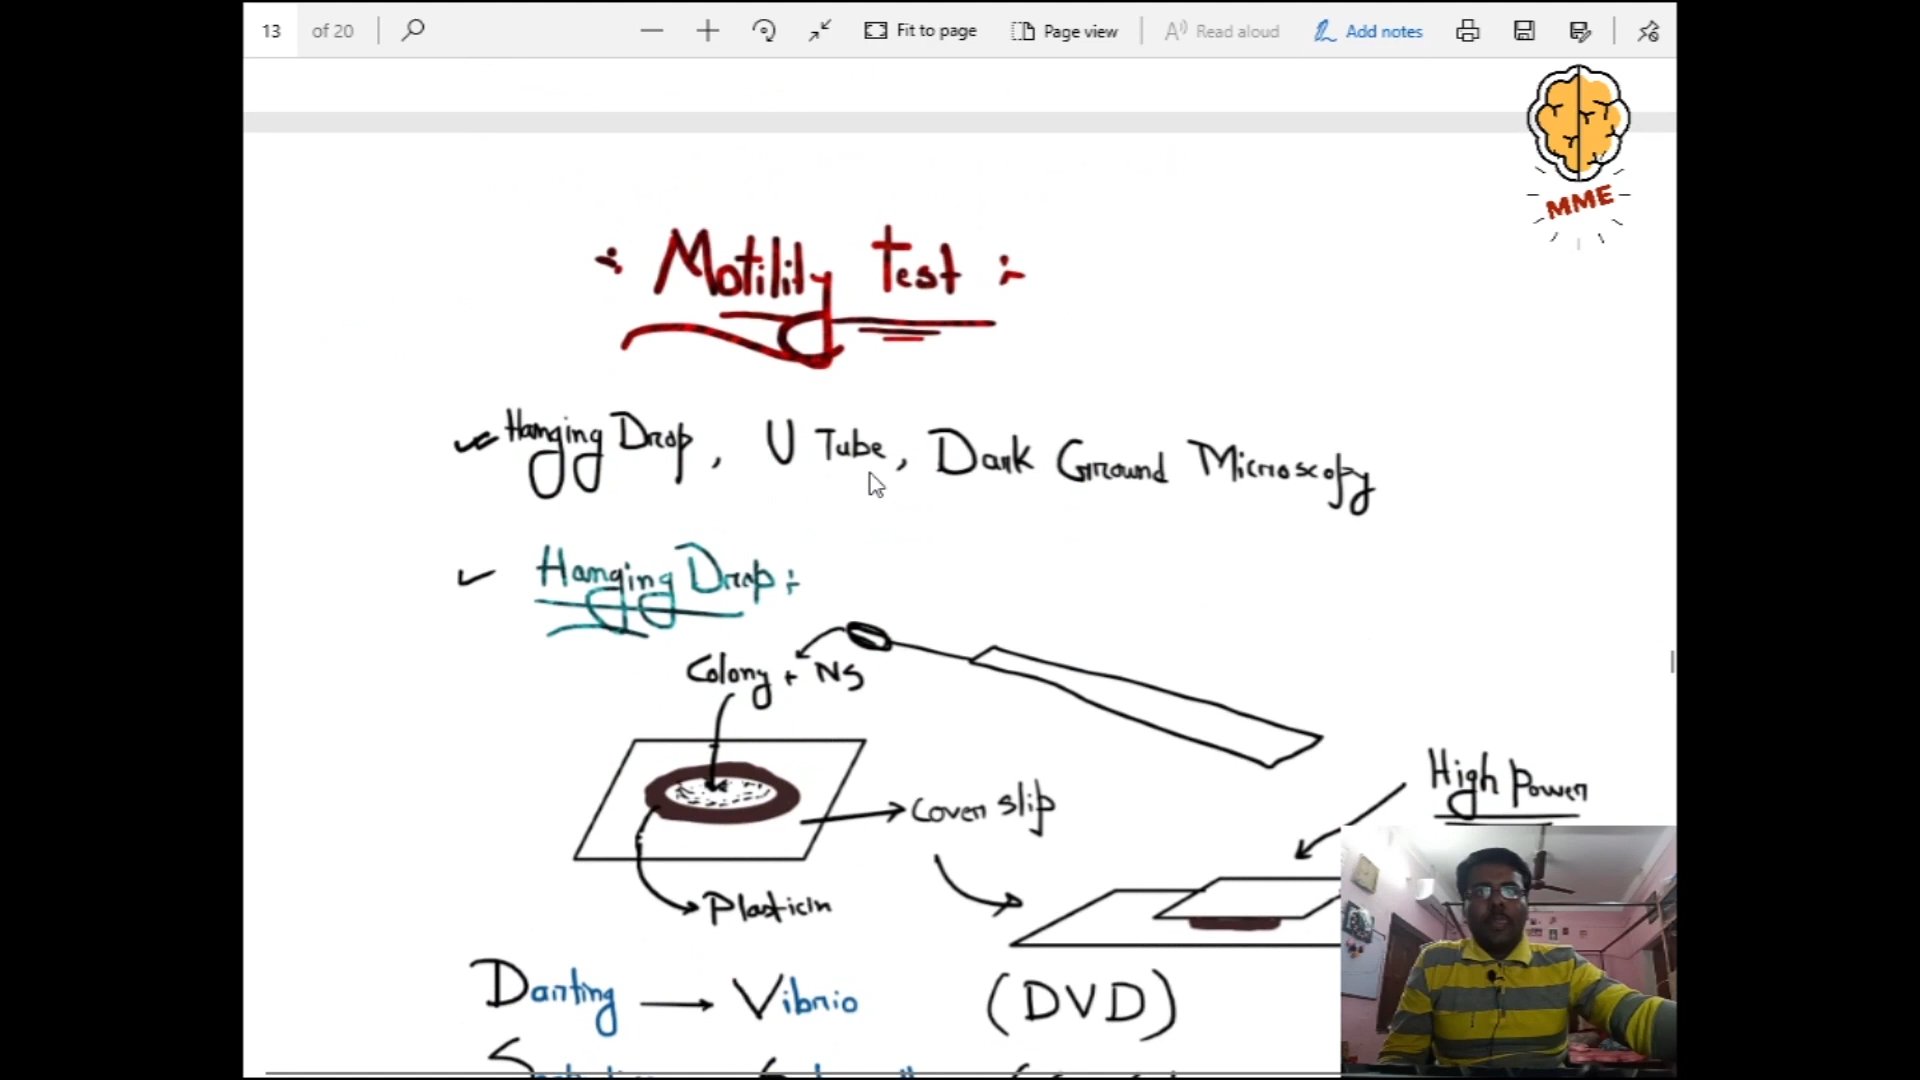 13 of 20
Fit to page
Page view
Read aloud
Add notes
MME
Motility Test :-
Hanging Drop, U Tube, Dark Ground Microscopy
Hanging Drop :-
Colony + NS
High Power
Cover slip
Plasticin
Darting → Vibrio (DVD)